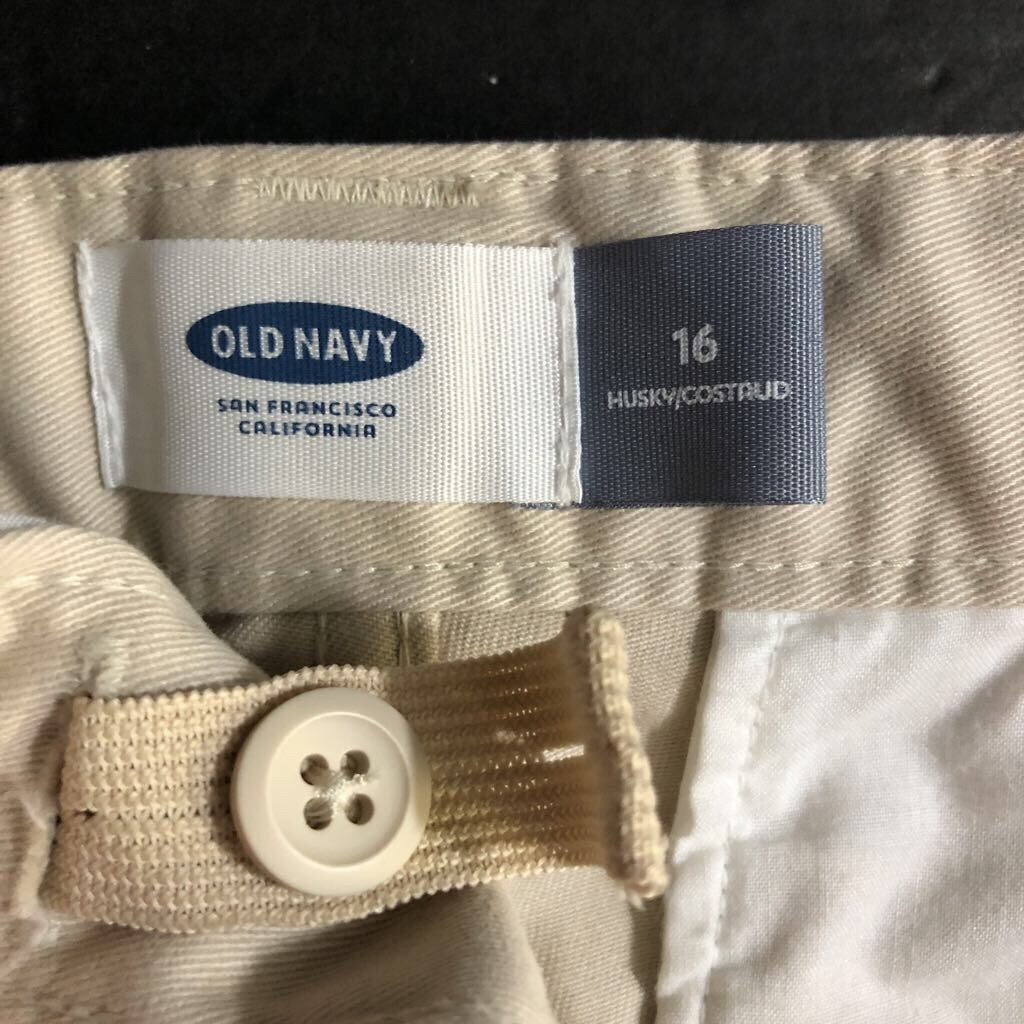 OLD NAVY
SAN FRANCISCO
CALIFORNIA
16
HUSKY/COSTAUD